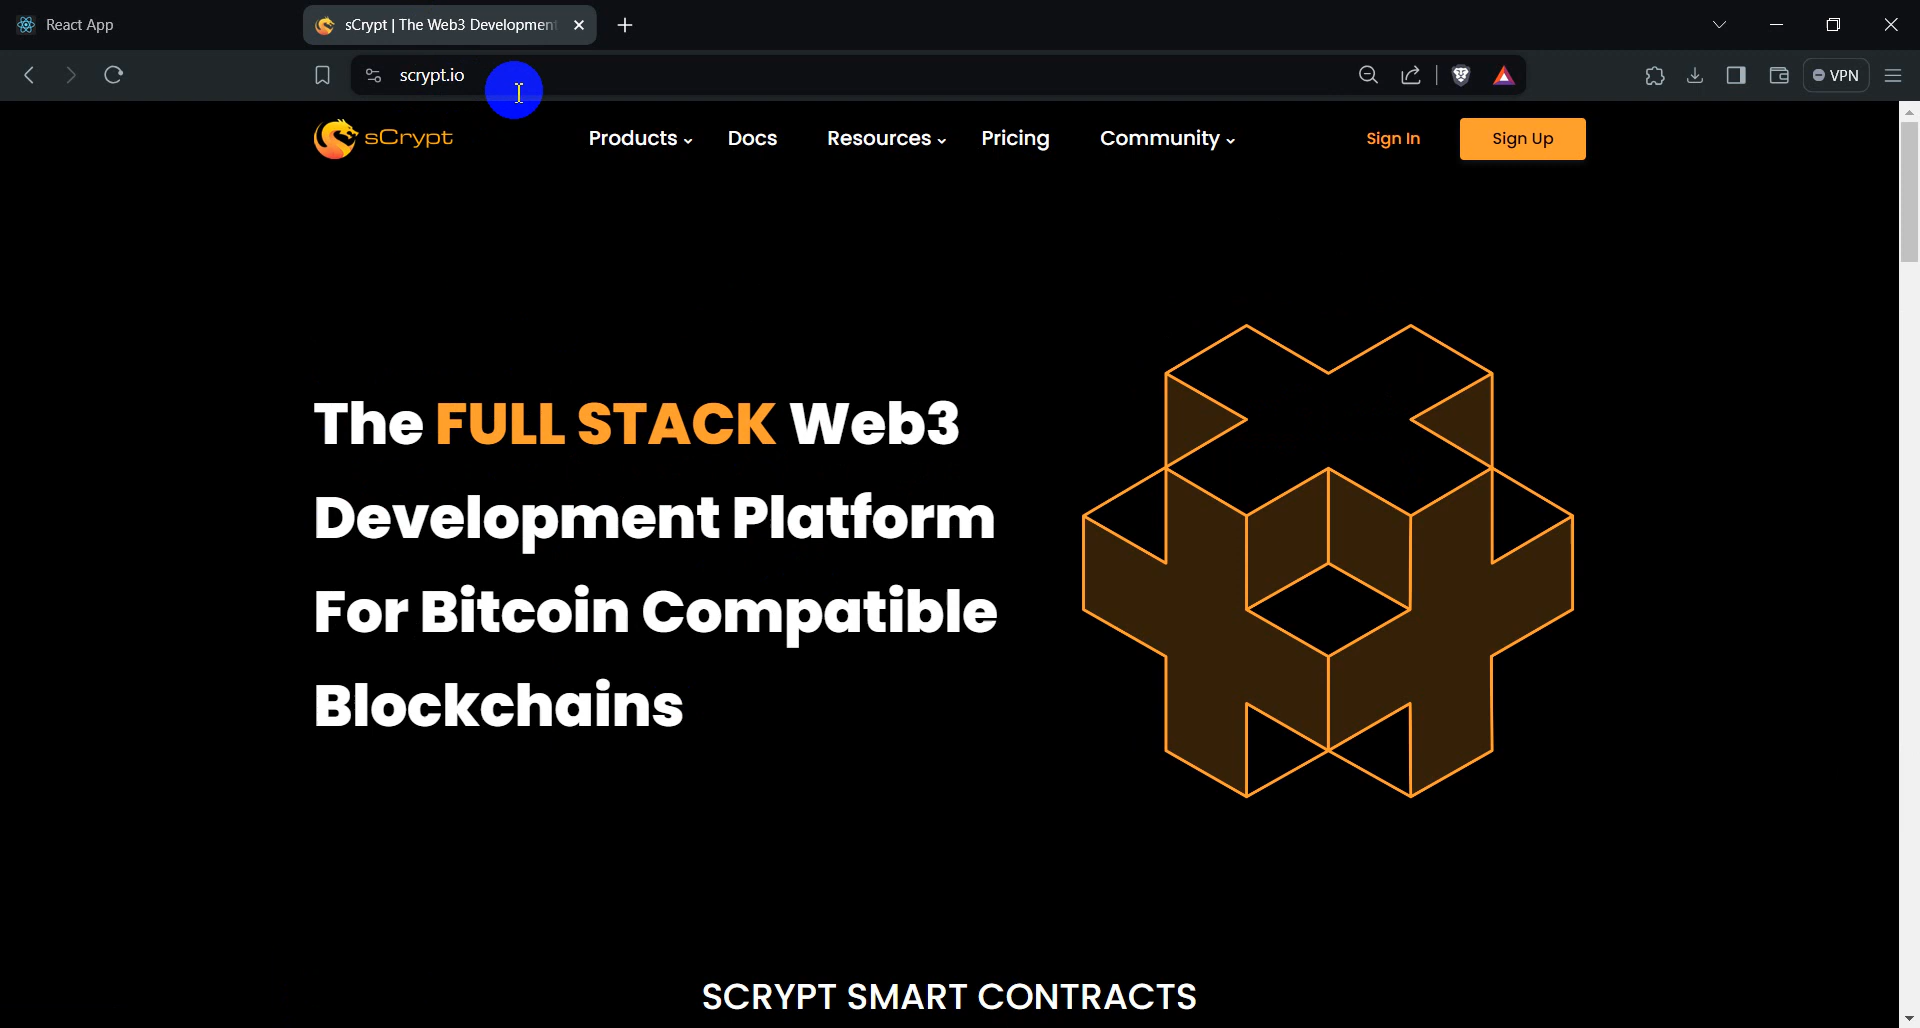 React App
sCrypt | The Web3 Development
scrypt.io
VPN
sCrypt
Products
Docs
Resources
Pricing
Community
Sign In
Sign Up
The FULL STACK Web3
Development Platform
For Bitcoin Compatible
Blockchains
SCRYPT SMART CONTRACTS